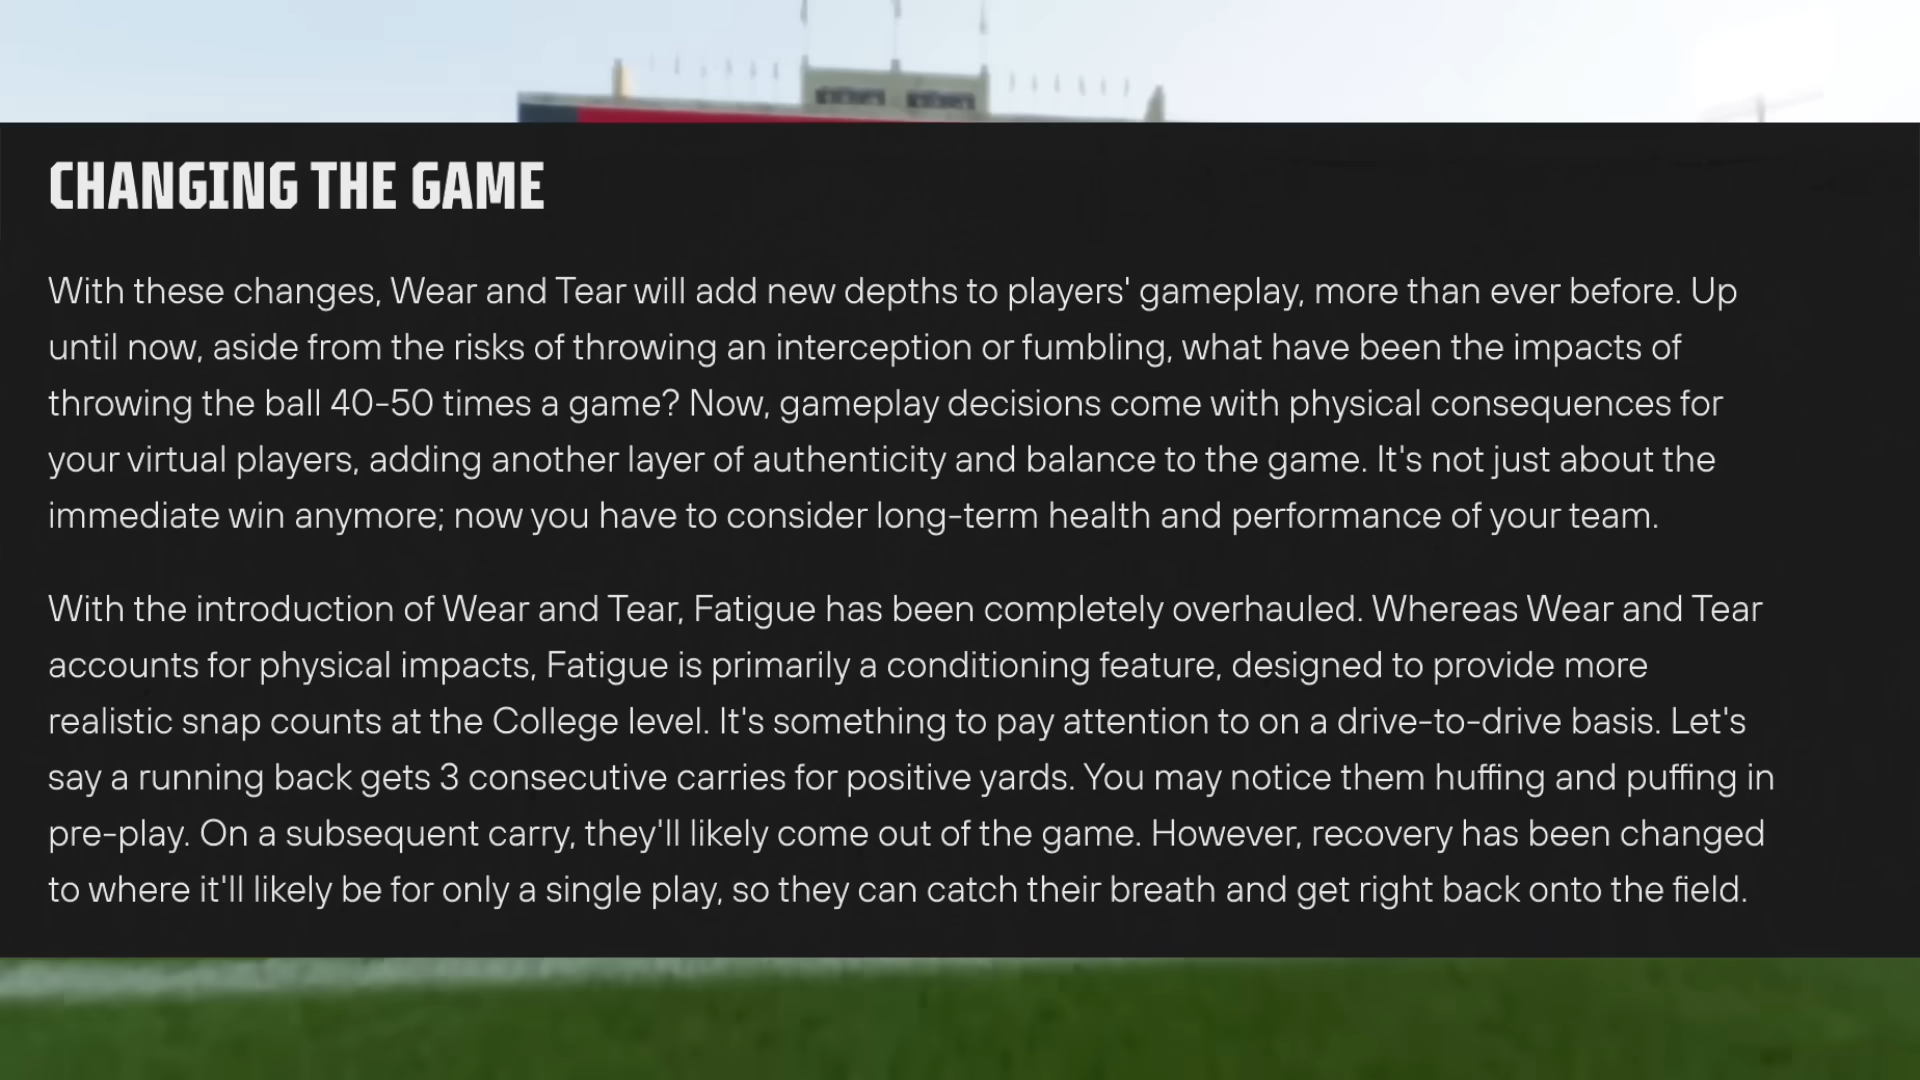 CHANGING THE GAME
With these changes, Wear and Tear will add new depths to players' gameplay, more than ever before. Up
until now, aside from the risks of throwing an interception or fumbling, what have been the impacts of
throwing the ball 40-50 times a game? Now, gameplay decisions come with physical consequences for
your virtual players, adding another layer of authenticity and balance to the game. It's not just about the
immediate win anymore; now you have to consider long-term health and performance of your team.
With the introduction of Wear and Tear, Fatigue has been completely overhauled. Whereas Wear and Tear
accounts for physical impacts, Fatigue is primarily a conditioning feature, designed to provide more
realistic snap counts at the College level. It's something to pay attention to on a drive-to-drive basis. Let's
say a running back gets 3 consecutive carries for positive yards. You may notice them huffing and puffing in
pre-play. On a subsequent carry, they'll likely come out of the game. However, recovery has been changed
to where it'll likely be for only a single play, so they can catch their breath and get right back onto the field.